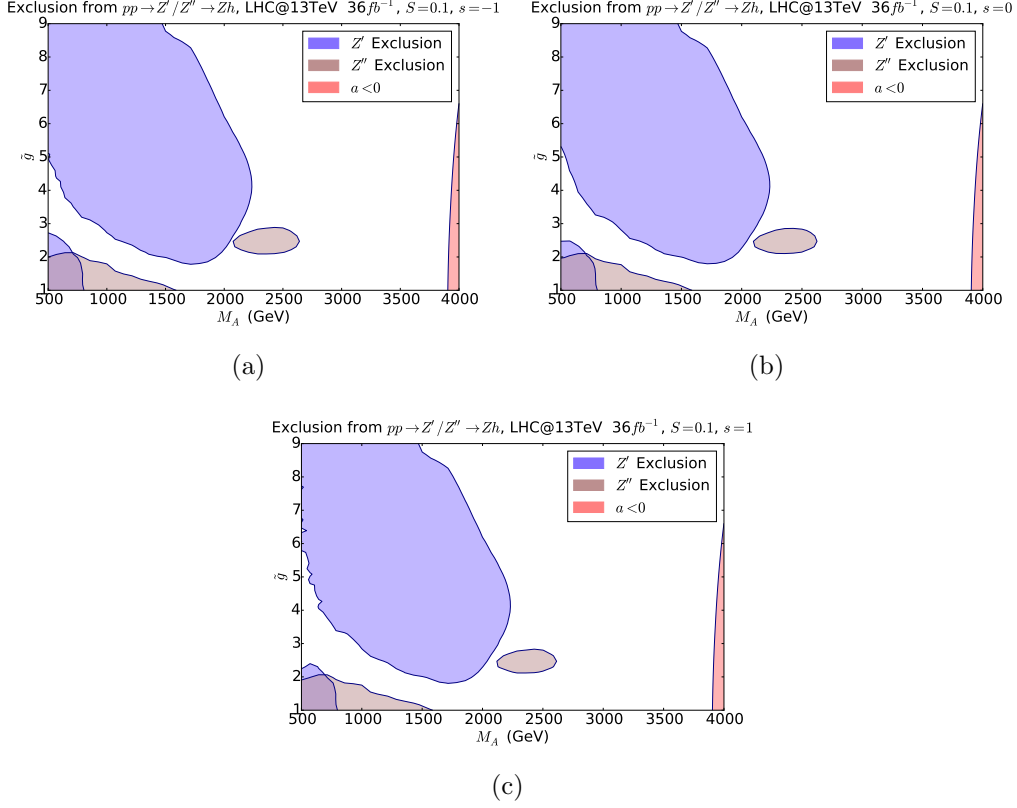 Exclusion from pp→Z′/Z″→Zh, LHC@13TeV 36fb⁻¹, S=0.1, s=−1
Z′ Exclusion
Z″ Exclusion
a<0
9
8
7
6
5
4
3
2
1
g̃
500 1000 1500 2000 2500 3000 3500 4000
M_A (GeV)
(a)
Exclusion from pp→Z′/Z″→Zh, LHC@13TeV 36fb⁻¹, S=0.1, s=0
Z′ Exclusion
Z″ Exclusion
a<0
9
8
7
6
5
4
3
2
1
g̃
500 1000 1500 2000 2500 3000 3500 4000
M_A (GeV)
(b)
Exclusion from pp→Z′/Z″→Zh, LHC@13TeV 36fb⁻¹, S=0.1, s=1
Z′ Exclusion
Z″ Exclusion
a<0
9
8
7
6
5
4
3
2
1
g̃
500 1000 1500 2000 2500 3000 3500 4000
M_A (GeV)
(c)